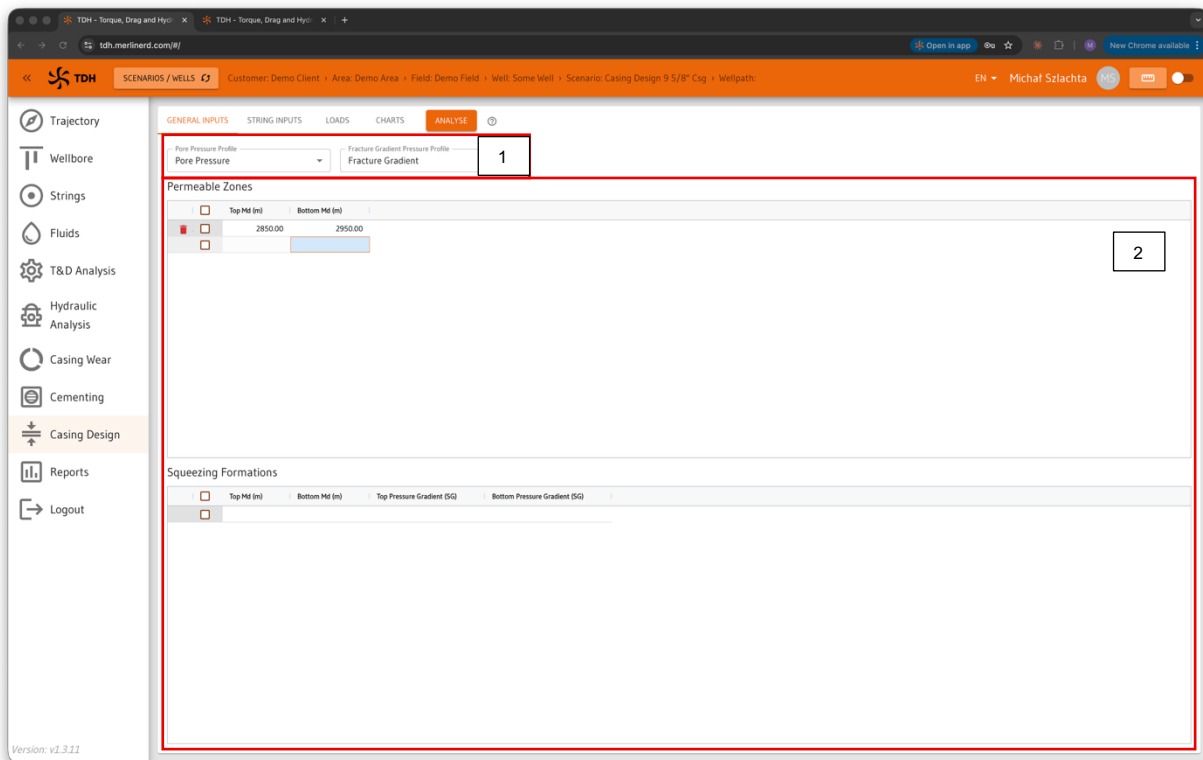 TDH - Torque, Drag and Hydr
TDH - Torque, Drag and Hydr
tdh.merlinerd.com/#/
Open in app
M
New Chrome available
TDH
SCENARIOS / WELLS
Customer: Demo Client › Area: Demo Area › Field: Demo Field › Well: Some Well › Scenario: Casing Design 9 5/8" Csg › Wellpath:
EN
Michał Szlachta
MS
Trajectory
Wellbore
Strings
Fluids
T&D Analysis
Hydraulic
Analysis
Casing Wear
Cementing
Casing Design
Reports
Logout
Version: v1.3.11
GENERAL INPUTS STRING INPUTS LOADS CHARTS ANALYSE
Pore Pressure Profile
Pore Pressure
Fracture Gradient Pressure Profile
Fracture Gradient
1
Permeable Zones
Top Md (m) Bottom Md (m)
2850.00 2950.00
2
Squeezing Formations
Top Md (m) Bottom Md (m) Top Pressure Gradient (SG) Bottom Pressure Gradient (SG)